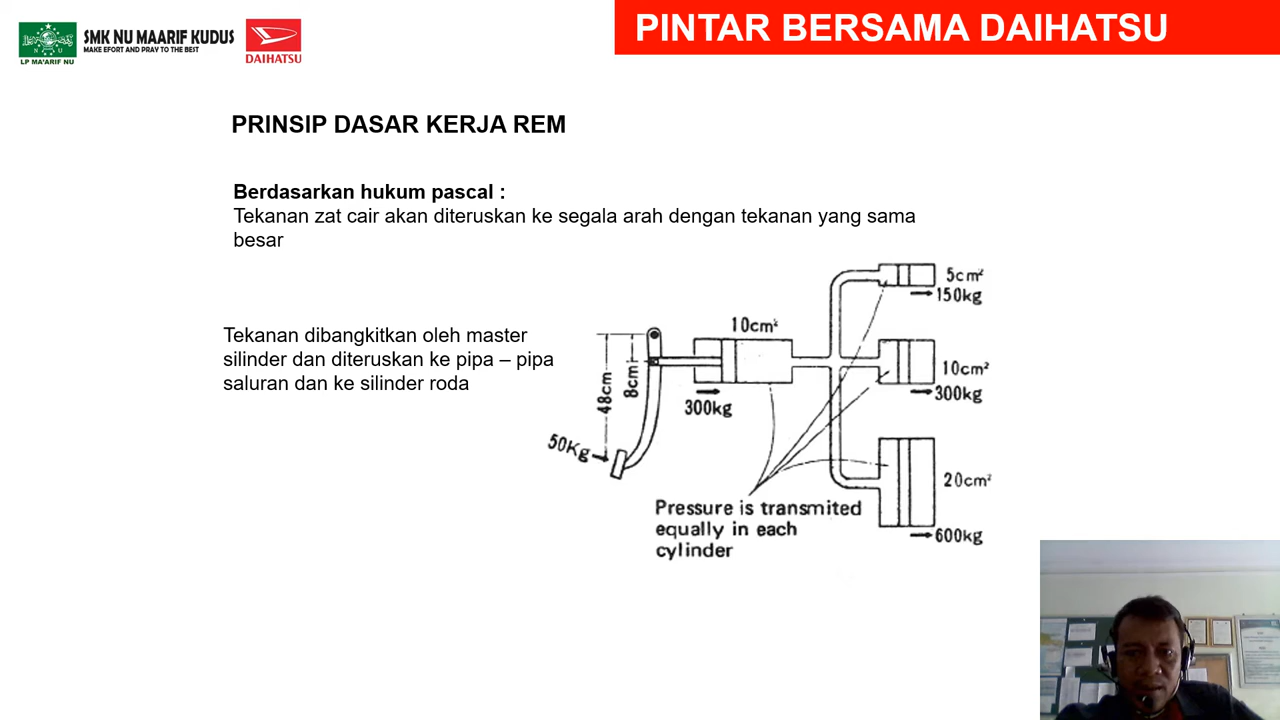 SMK NU MAARIF KUDUS
MAKE EFORT AND PRAY TO THE BEST
LP MA'ARIF NU
DAIHATSU
PINTAR BERSAMA DAIHATSU
PRINSIP DASAR KERJA REM
Berdasarkan hukum pascal :
Tekanan zat cair akan diteruskan ke segala arah dengan tekanan yang sama
besar
Tekanan dibangkitkan oleh master
silinder dan diteruskan ke pipa – pipa
saluran dan ke silinder roda
5cm²
150kg
10cm²
10cm²
300kg
48cm
8cm
300kg
50Kg
20cm²
600kg
Pressure is transmited
equally in each
cylinder